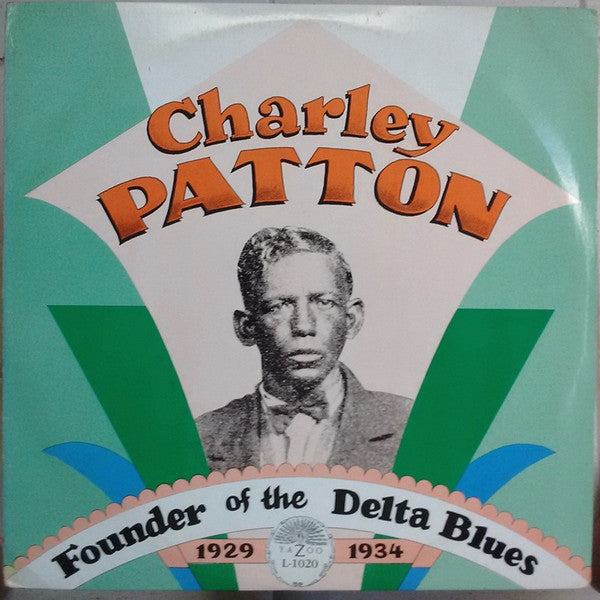 Charley
PATTON
Founder of the Delta Blues
1929 1934
YAZOO
L-1020